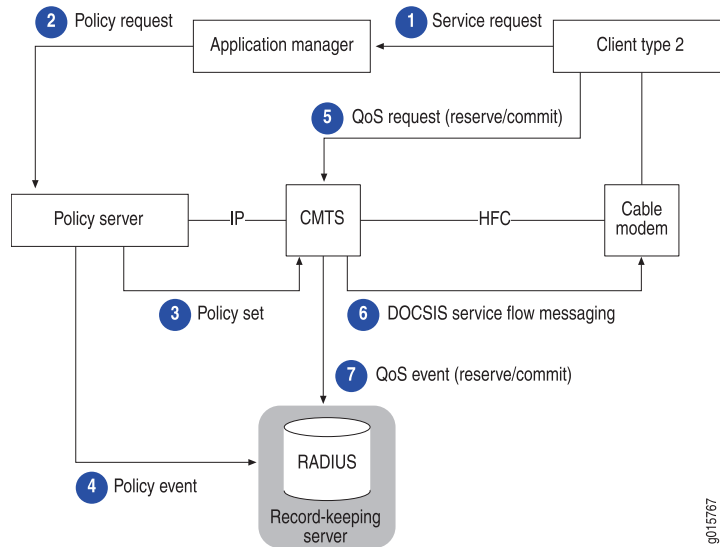 2 Policy request
1 Service request
Application manager
Client type 2
5 QoS request (reserve/commit)
Policy server
IP
CMTS
HFC
Cable
modem
3 Policy set
6 DOCSIS service flow messaging
7 QoS event (reserve/commit)
RADIUS
4 Policy event
Record-keeping
server
g015767